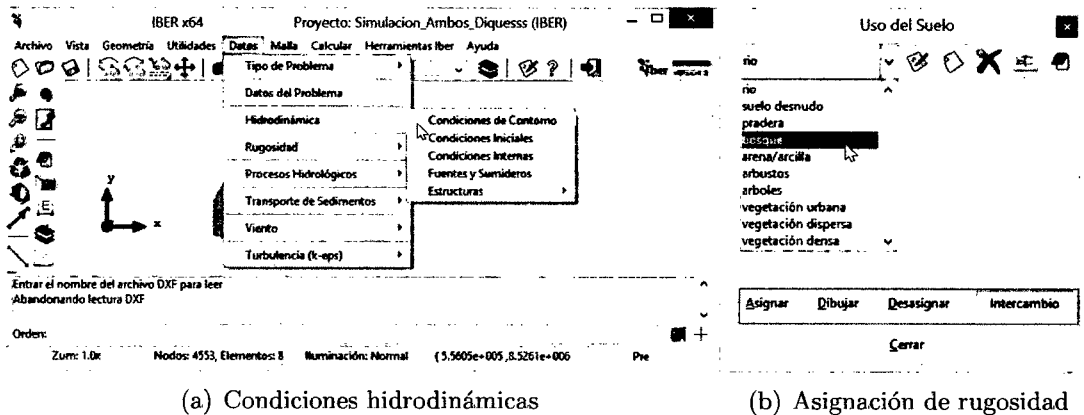 IBER x64 Proyecto: Simulacion_Ambos_Diquesss (IBER)
Archivo Vista Geometría Utilidades Datos Malla Calcular Herramientas Iber Ayuda
Tipo de Problema
Datos del Problema
Hidrodinámica
Rugosidad
Procesos Hidrológicos
Transporte de Sedimentos
Viento
Turbulencia (k-eps)
Condiciones de Contorno
Condiciones Iniciales
Condiciones Internas
Fuentes y Sumideros
Estructuras
Iber
y
x
Entrar el nombre del archivo DXF para leer
Abandonando lectura DXF
Orden:
Zum: 1.0x Nodos: 4553, Elementos: 8 Iluminación: Normal (5.5605e+005 ,8.5261e+006 Pre
(a) Condiciones hidrodinámicas
Uso del Suelo
rio
rio
suelo desnudo
pradera
bosque
arena/arcilla
arbustos
arboles
vegetación urbana
vegetación dispersa
vegetación densa
Asignar Dibujar Desasignar Intercambio
Cerrar
(b) Asignación de rugosidad